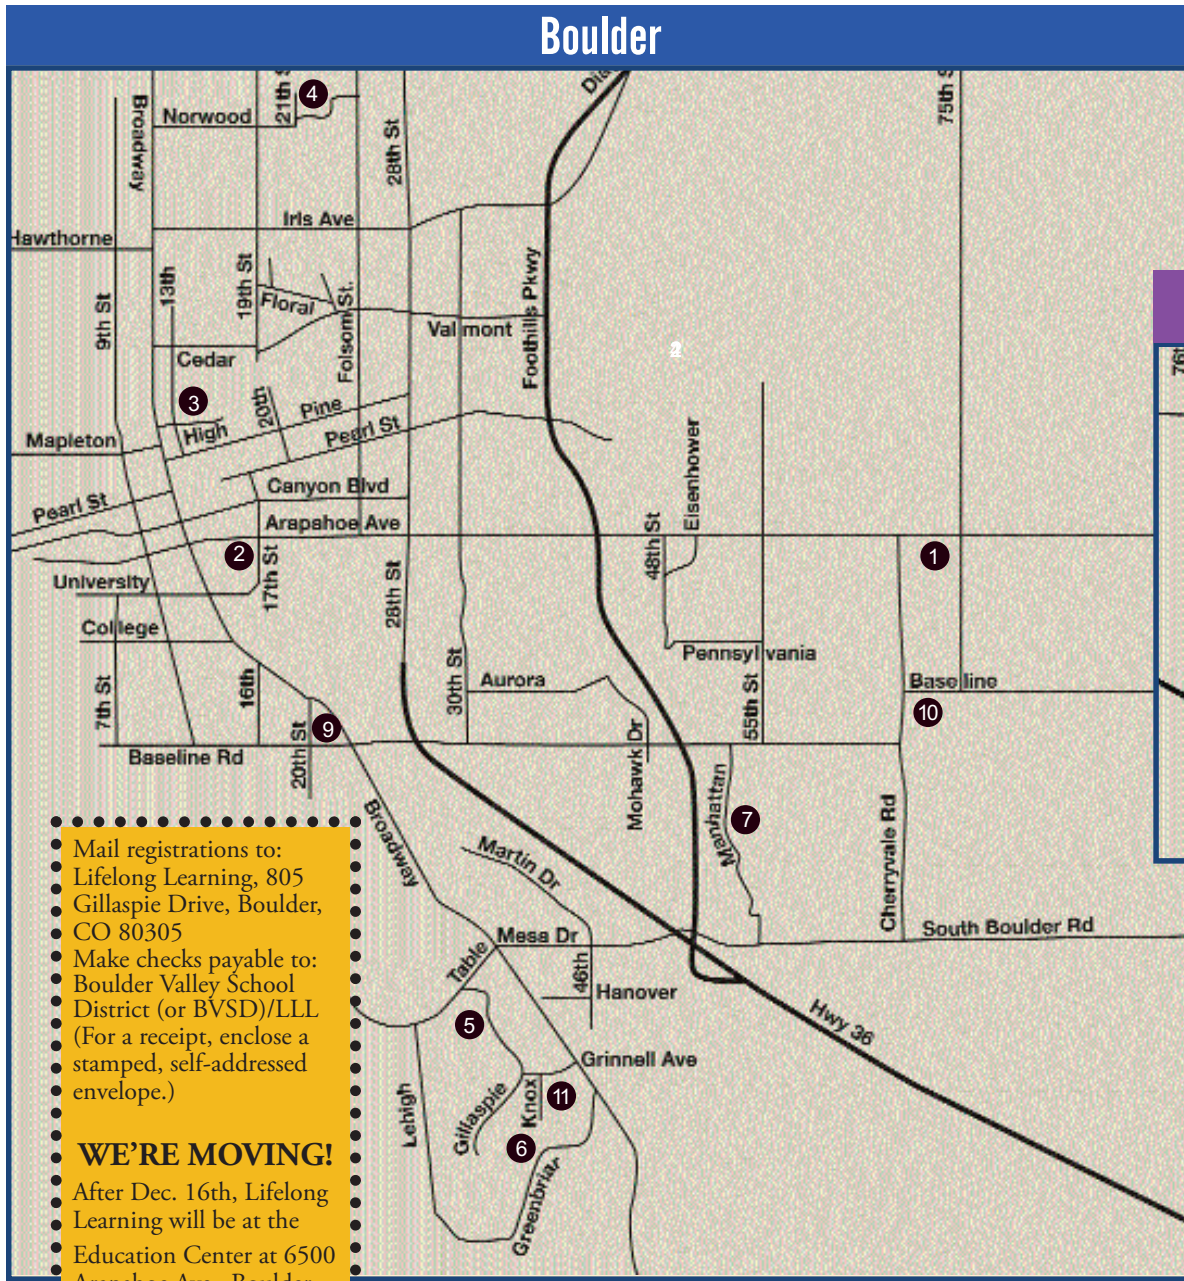 Boulder
Broadway
Norwood
21th S
4
28th St
Dia
75th S
Iris Ave
Hawthorne
13th
19th St
Floral
Folsom St.
Foothills Pkwy
Valmont
9th St
Cedar
76t
3
High
20th
Pine
Pearl St
Mapleton
Eisenhower
Canyon Blvd
Pearl St
Arapahoe Ave
48th St
2
17th St
1
University
28th St
College
Pennsylvania
7th St
16th
30th St
Aurora
55th St
Baseline
10
20th St
9
Baseline Rd
Mohawk Dr
Manhattan
7
Cherryvale Rd
Broadway
Martin Dr
Mesa Dr
South Boulder Rd
Table
46th
Hanover
5
Hwy 36
Grinnell Ave
Lehigh
Gillaspie
Knox
11
6
Greenbriar
Mail registrations to:
Lifelong Learning, 805
Gillaspie Drive, Boulder,
CO 80305
Make checks payable to:
Boulder Valley School
District (or BVSD)/LLL
(For a receipt, enclose a
stamped, self-addressed
envelope.)
WE'RE MOVING!
After Dec. 16th, Lifelong
Learning will be at the
Education Center at 6500
Arapahoe Ave., Boulder